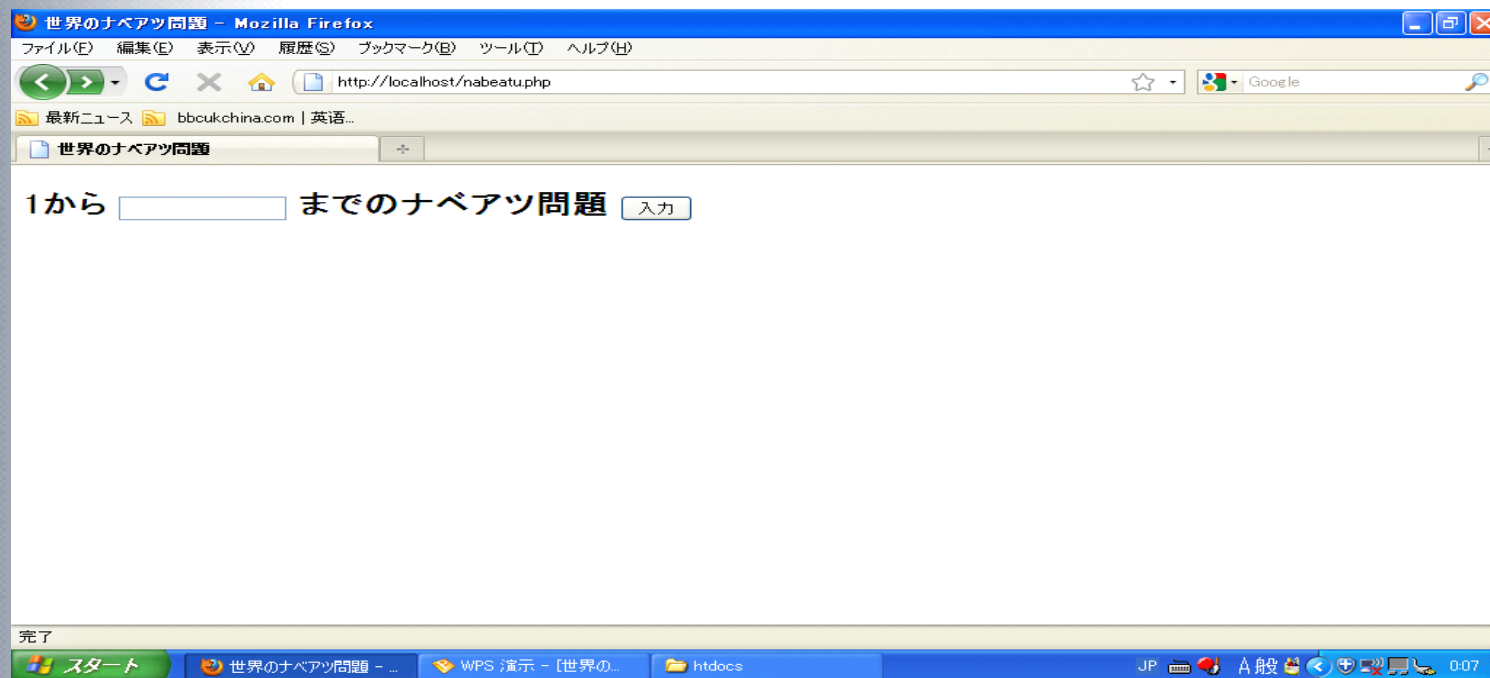 世界のナベアツ問題 - Mozilla Firefox
ファイル(F) 編集(E) 表示(V) 履歴(S) ブックマーク(B) ツール(T) ヘルプ(H)
http://localhost/nabeatu.php Google
最新ニュース bbcukchina.com | 英语...
世界のナベアツ問題
1から までのナベアツ問題 入力
完了
スタート 世界のナベアツ問題 - ... WPS 演示 - [世界の... htdocs JP A 般 0:07